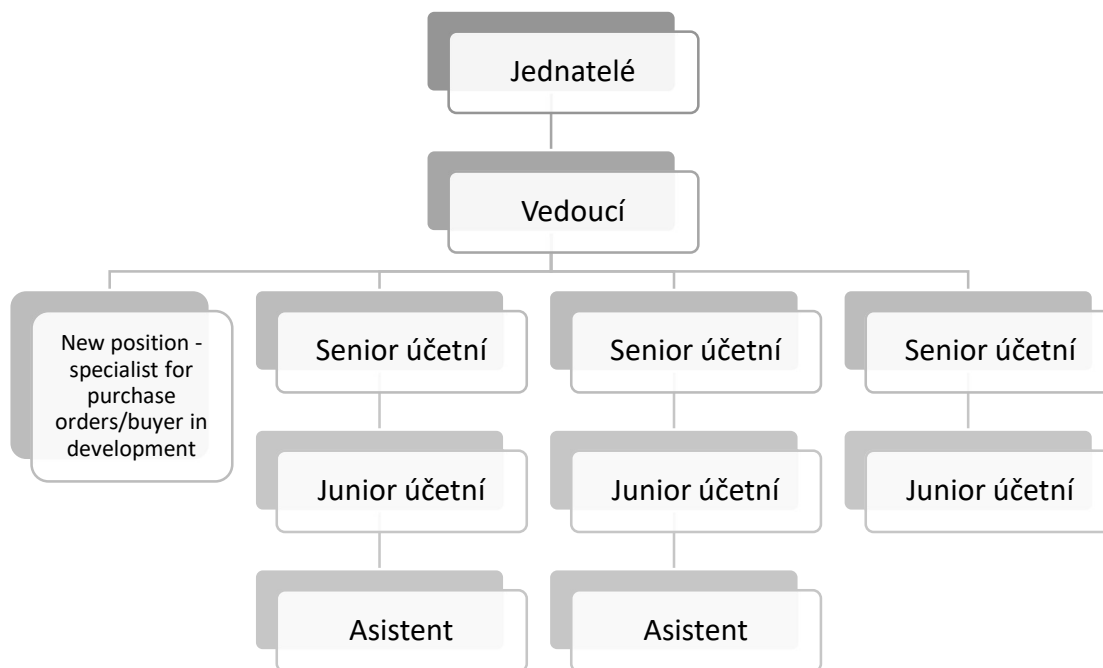 Jednatelé
Vedoucí
New position -
specialist for
purchase
orders/buyer in
development
Senior účetní
Senior účetní
Senior účetní
Junior účetní
Junior účetní
Junior účetní
Asistent
Asistent